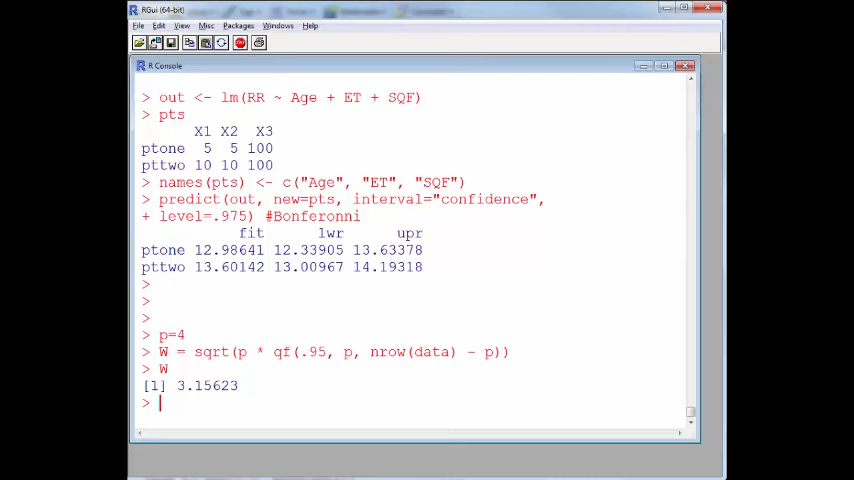 RGui (64-bit)
File Edit View Misc Packages Windows Help
STOP
R Console
> out <- lm(RR ~ Age + ET + SQF)
> pts
X1 X2 X3
ptone 5 5 100
pttwo 10 10 100
> names(pts) <- c("Age", "ET", "SQF")
> predict(out, new=pts, interval="confidence",
+ level=.975) #Bonferonni
fit lwr upr
ptone 12.98641 12.33905 13.63378
pttwo 13.60142 13.00967 14.19318
>
>
>
> p=4
> W = sqrt(p * qf(.95, p, nrow(data) - p))
> W
[1] 3.15623
>